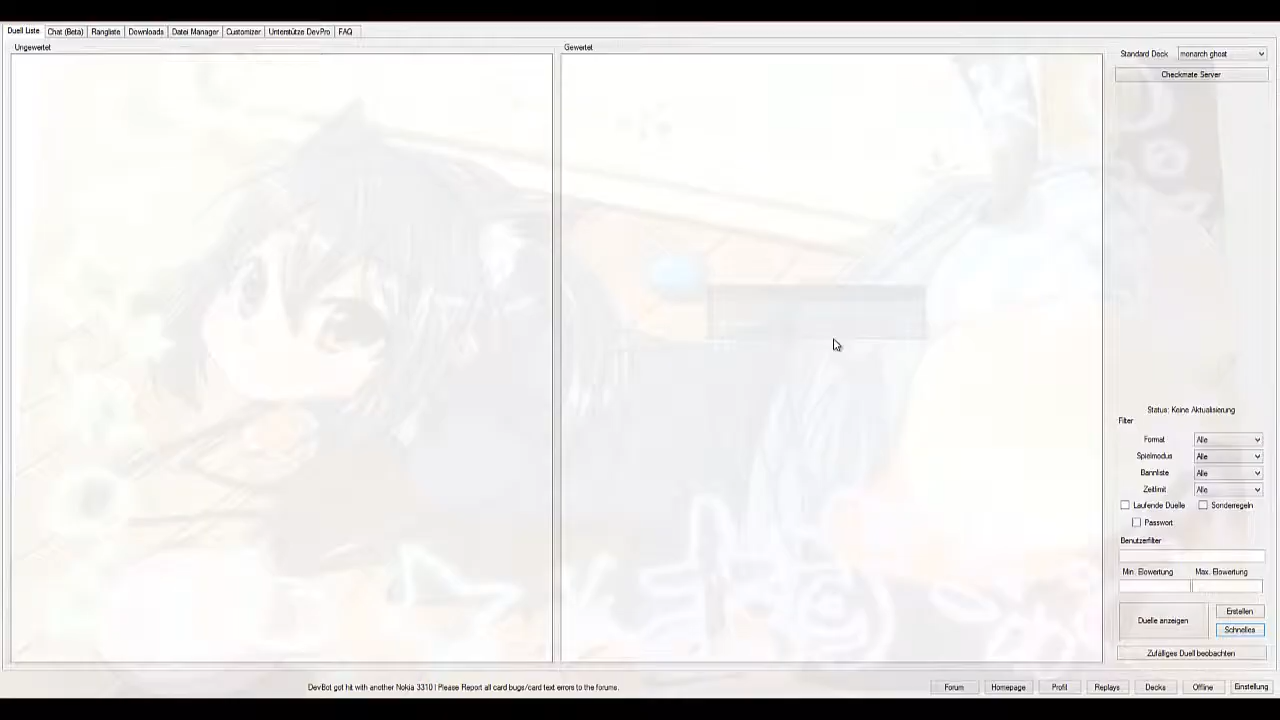 Duell Liste Chat (Beta) Rangliste Downloads Datei Manager Customizer Unterstütze DevPro FAQ
Ungewertet Gewertet
Standard Deck monarch ghost
Checkmate Server
Status: Keine Aktualisierung
Filter
Format Alle
Spielmodus Alle
Bannliste Alle
Zeitlimit Alle
Laufende Duelle Sonderregeln
Passwort
Benutzerfilter
Min. Elowertung Max. Elowertung
Duelle anzeigen Erstellen
Schnelles
Zufälliges Duell beobachten
DevBot got hit with another Nokia 3310 | Please Report all card bugs/card text errors to the forums. Forum Homepage Profil Replays Decks Offline Einstellung